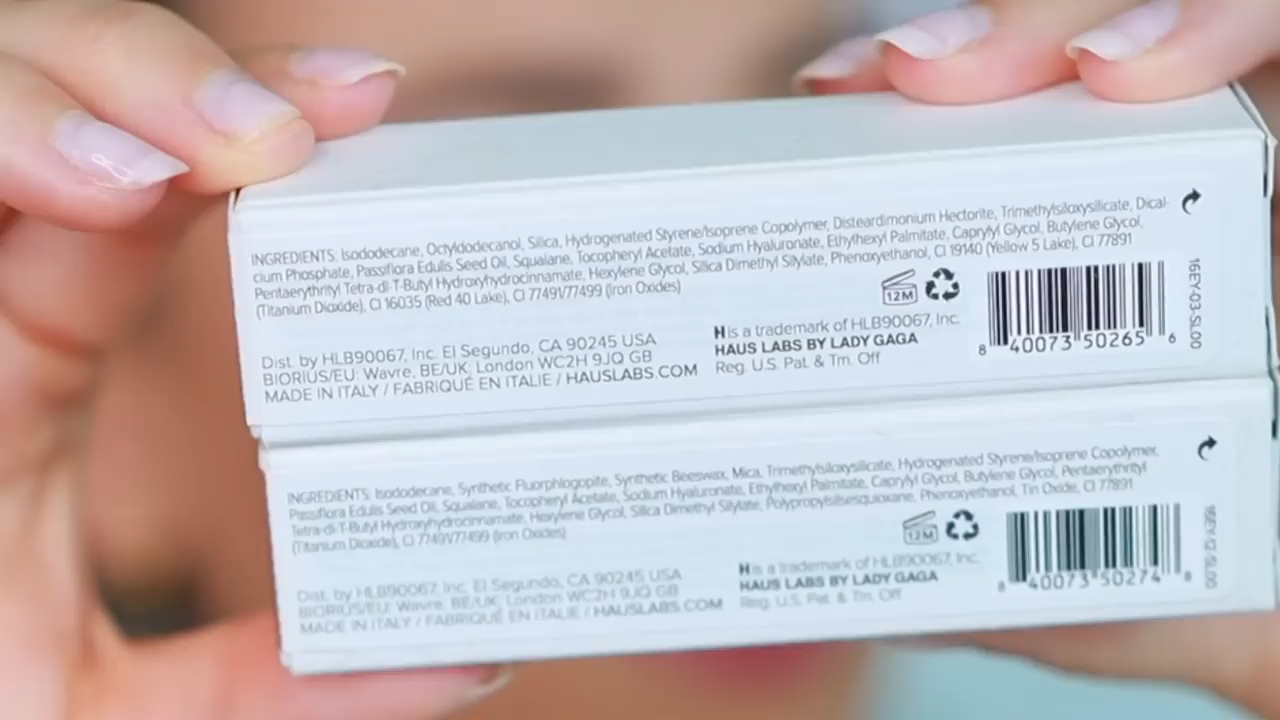 INGREDIENTS: Isododecane, Octyldodecanol, Silica, Hydrogenated Styrene/Isoprene Copolymer, Disteardimonium Hectorite, Trimethylsiloxysilicate, Dical-
cium Phosphate, Passiflora Edulis Seed Oil, Squalane, Tocopheryl Acetate, Sodium Hyaluronate, Ethylhexyl Palmitate, Caprylyl Glycol, Butylene Glycol,
Pentaerythrityl Tetra-di-T-Butyl Hydroxyhydrocinnamate, Hexylene Glycol, Silica Dimethyl Silylate, Phenoxyethanol, CI 19140 (Yellow 5 Lake), CI 77891
(Titanium Dioxide), CI 16035 (Red 40 Lake), CI 77491/77499 (Iron Oxides)
12M
Dist. by HLB90067, Inc. El Segundo, CA 90245 USA
BIORIUS/EU: Wavre, BE/UK: London WC2H 9JQ GB
MADE IN ITALY / FABRIQUÉ EN ITALIE / HAUSLABS.COM
H is a trademark of HLB90067, Inc.
HAUS LABS BY LADY GAGA
Reg. U.S. Pat. & Tm. Off
8 40073 50265 6
16EY-03-SL00
INGREDIENTS: Isododecane, Synthetic Fluorphlogopite, Synthetic Beeswax, Mica, Trimethylsiloxysilicate, Hydrogenated Styrene/Isoprene Copolymer,
Passiflora Edulis Seed Oil, Squalane, Tocopheryl Acetate, Sodium Hyaluronate, Ethylhexyl Palmitate, Caprylyl Glycol, Butylene Glycol, Pentaerythrityl
Tetra-di-T-Butyl Hydroxyhydrocinnamate, Hexylene Glycol, Silica Dimethyl Silylate, Polypropylsilsesquioxane, Phenoxyethanol, Tin Oxide, CI 77891
(Titanium Dioxide), CI 77491/77499 (Iron Oxides)
12M
Dist. by HLB90067, Inc. El Segundo, CA 90245 USA
BIORIUS/EU: Wavre, BE/UK: London WC2H 9JQ GB
MADE IN ITALY / FABRIQUÉ EN ITALIE / HAUSLABS.COM
H is a trademark of HLB90067, Inc.
HAUS LABS BY LADY GAGA
Reg. U.S. Pat. & Tm. Off
8 40073 50274 8
16EY-12-SL00